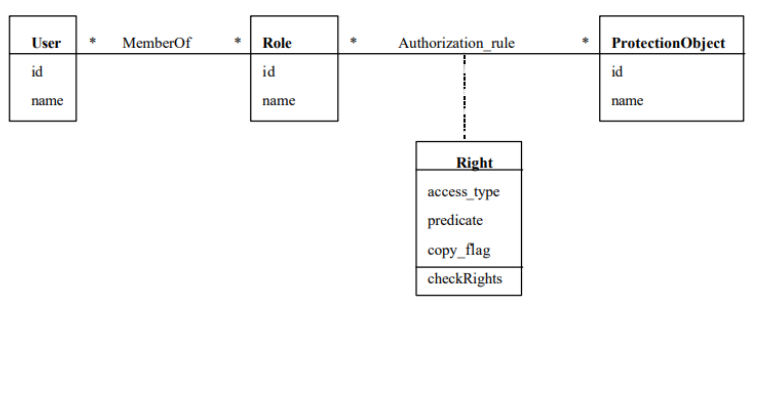 User * MemberOf * Role * Authorization_rule * ProtectionObject
id id id
name name name
Right
access_type
predicate
copy_flag
checkRights